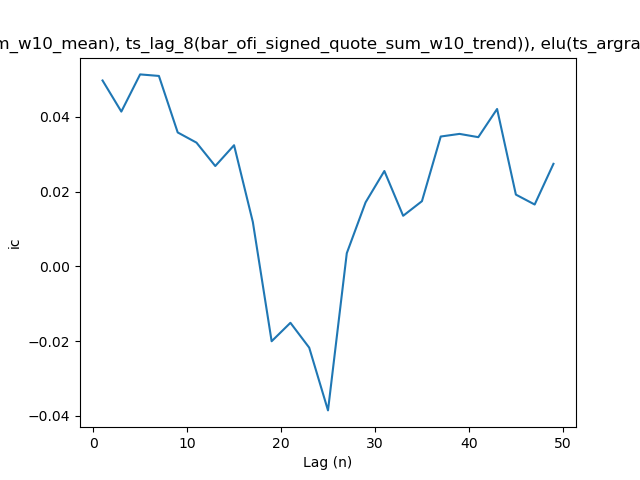 m_w10_mean), ts_lag_8(bar_ofi_signed_quote_sum_w10_trend)), elu(ts_argra
0.04
0.02
0.00
−0.02
−0.04
ic
0 10 20 30 40 50
Lag (n)